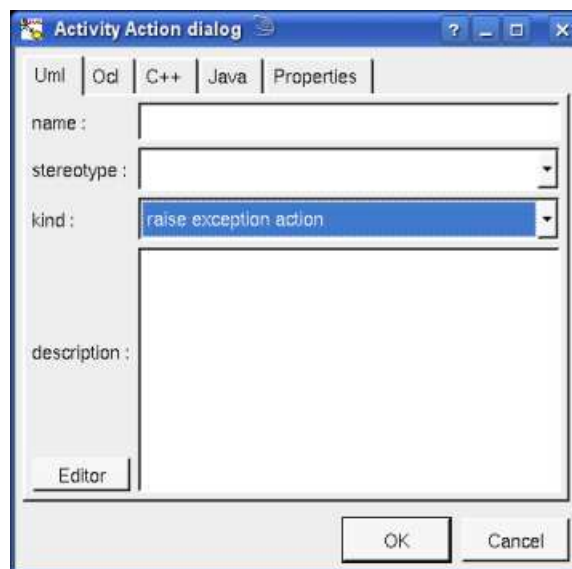 Activity Action dialog
Uml Ocl C++ Java Properties
name :
stereotype :
kind : raise exception action
description :
Editor
OK Cancel